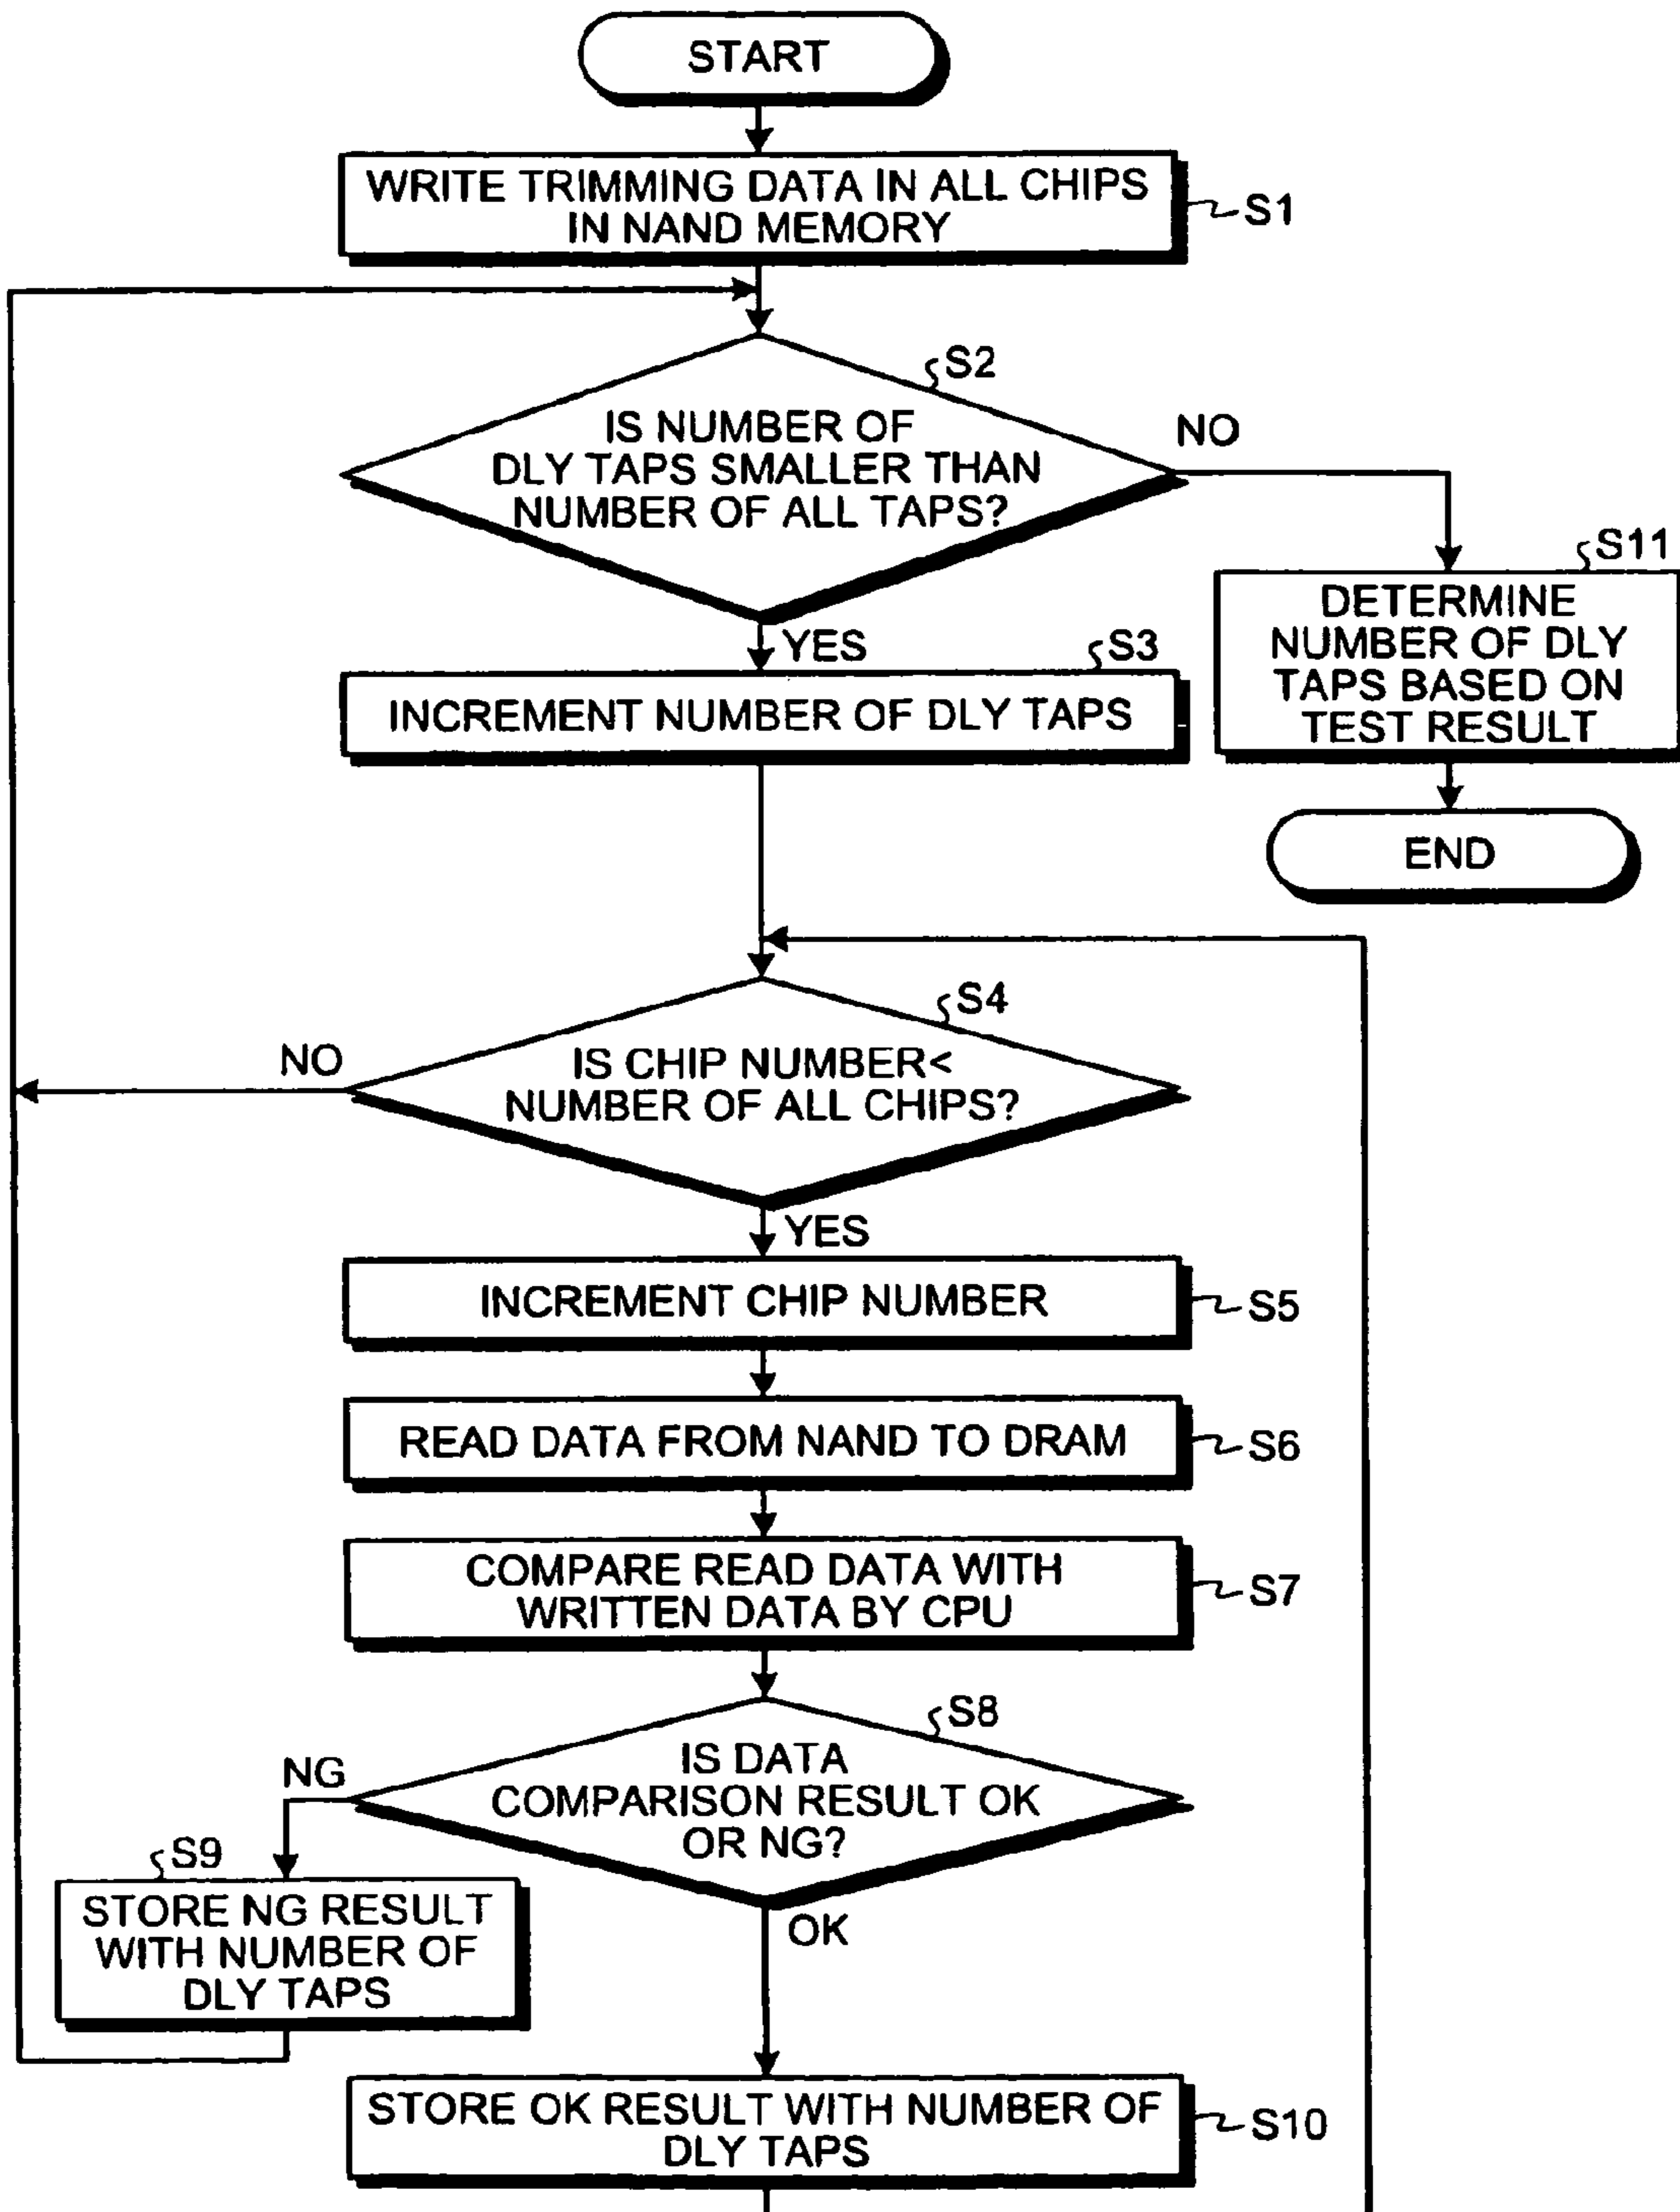 START
WRITE TRIMMING DATA IN ALL CHIPS
IN NAND MEMORY
S1
S2
IS NUMBER OF
DLY TAPS SMALLER THAN
NUMBER OF ALL TAPS?
NO
YES
S3
INCREMENT NUMBER OF DLY TAPS
S11
DETERMINE
NUMBER OF DLY
TAPS BASED ON
TEST RESULT
END
S4
IS CHIP NUMBER<
NUMBER OF ALL CHIPS?
NO
YES
INCREMENT CHIP NUMBER
S5
READ DATA FROM NAND TO DRAM
S6
COMPARE READ DATA WITH
WRITTEN DATA BY CPU
S7
S8
IS DATA
COMPARISON RESULT OK
OR NG?
NG
S9
STORE NG RESULT
WITH NUMBER OF
DLY TAPS
OK
STORE OK RESULT WITH NUMBER OF
DLY TAPS
S10